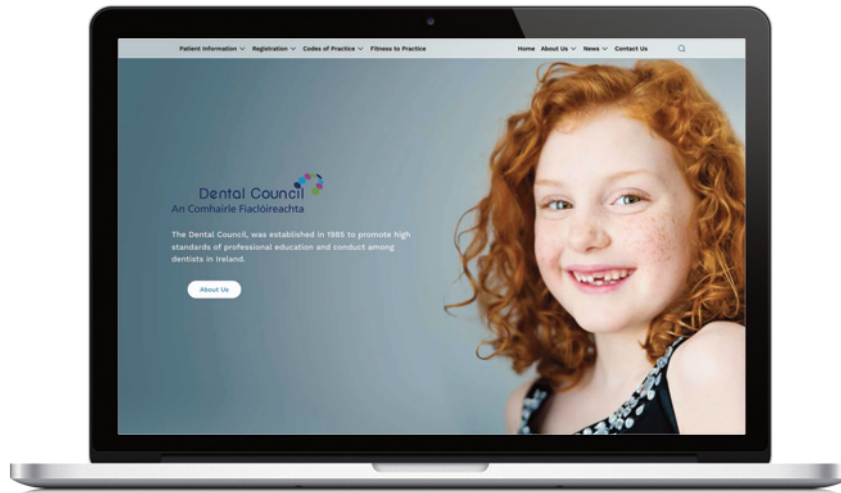 Patient Information Registration Codes of Practice Fitness to Practice Home About Us News Contact Us
Dental Council
An Comhairle Fiaclóireachta
The Dental Council, was established in 1985 to promote high
standards of professional education and conduct among
dentists in Ireland.
About Us